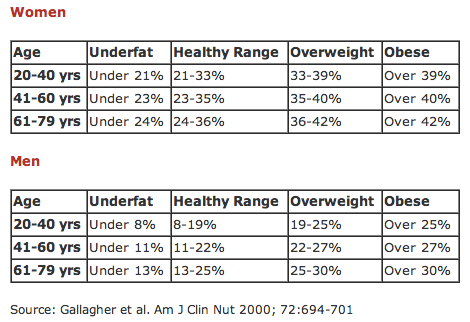 Women
Age Underfat Healthy Range Overweight Obese
20-40 yrs Under 21% 21-33% 33-39% Over 39%
41-60 yrs Under 23% 23-35% 35-40% Over 40%
61-79 yrs Under 24% 24-36% 36-42% Over 42%
Men
Age Underfat Healthy Range Overweight Obese
20-40 yrs Under 8% 8-19% 19-25% Over 25%
41-60 yrs Under 11% 11-22% 22-27% Over 27%
61-79 yrs Under 13% 13-25% 25-30% Over 30%
Source: Gallagher et al. Am J Clin Nut 2000; 72:694-701